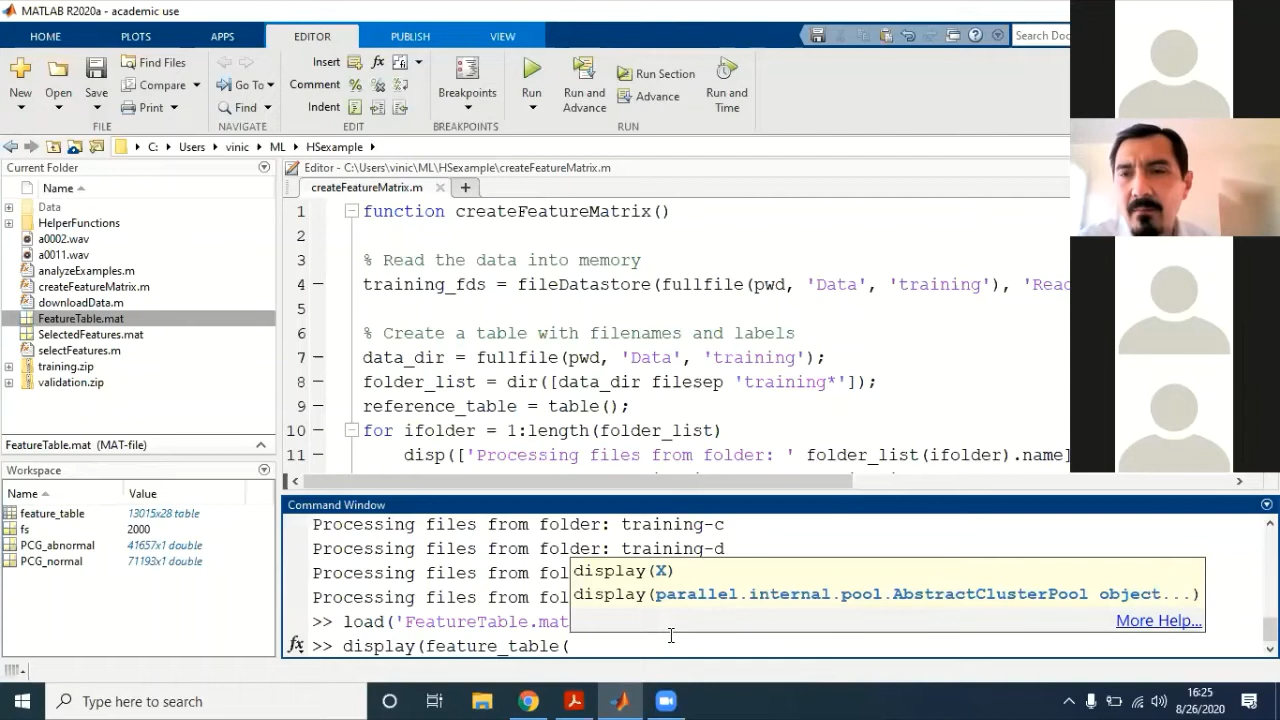 MATLAB R2020a - academic use
HOME PLOTS APPS EDITOR PUBLISH VIEW
Search Doc
New Open Save
Find Files
Compare
Print
FILE
Go To
Find
NAVIGATE
Insert
Comment
Indent
EDIT
Breakpoints
BREAKPOINTS
Run
Run and Advance
Run Section
Advance
Run and Time
RUN
C: Users vinic ML HSexample
Current Folder
Name
Data
HelperFunctions
a0002.wav
a0011.wav
analyzeExamples.m
createFeatureMatrix.m
downloadData.m
FeatureTable.mat
SelectedFeatures.mat
selectFeatures.m
training.zip
validation.zip
FeatureTable.mat (MAT-file)
Workspace
Name Value
feature_table 13015x28 table
fs 2000
PCG_abnormal 41657x1 double
PCG_normal 71193x1 double
Editor - C:\Users\vinic\ML\HSexample\createFeatureMatrix.m
createFeatureMatrix.m
1 function createFeatureMatrix()
2
3 % Read the data into memory
4 training_fds = fileDatastore(fullfile(pwd, 'Data', 'training'), 'Read
5
6 % Create a table with filenames and labels
7 data_dir = fullfile(pwd, 'Data', 'training');
8 folder_list = dir([data_dir filesep 'training*']);
9 reference_table = table();
10 for ifolder = 1:length(folder_list)
11 disp(['Processing files from folder: ' folder_list(ifolder).name]
Command Window
Processing files from folder: training-c
Processing files from folder: training-d
Processing files from fol
Processing files from fol
>> load('FeatureTable.mat
fx >> display(feature_table(
display(X)
display(parallel.internal.pool.AbstractClusterPool object...)
More Help...
Type here to search
16:25
8/26/2020